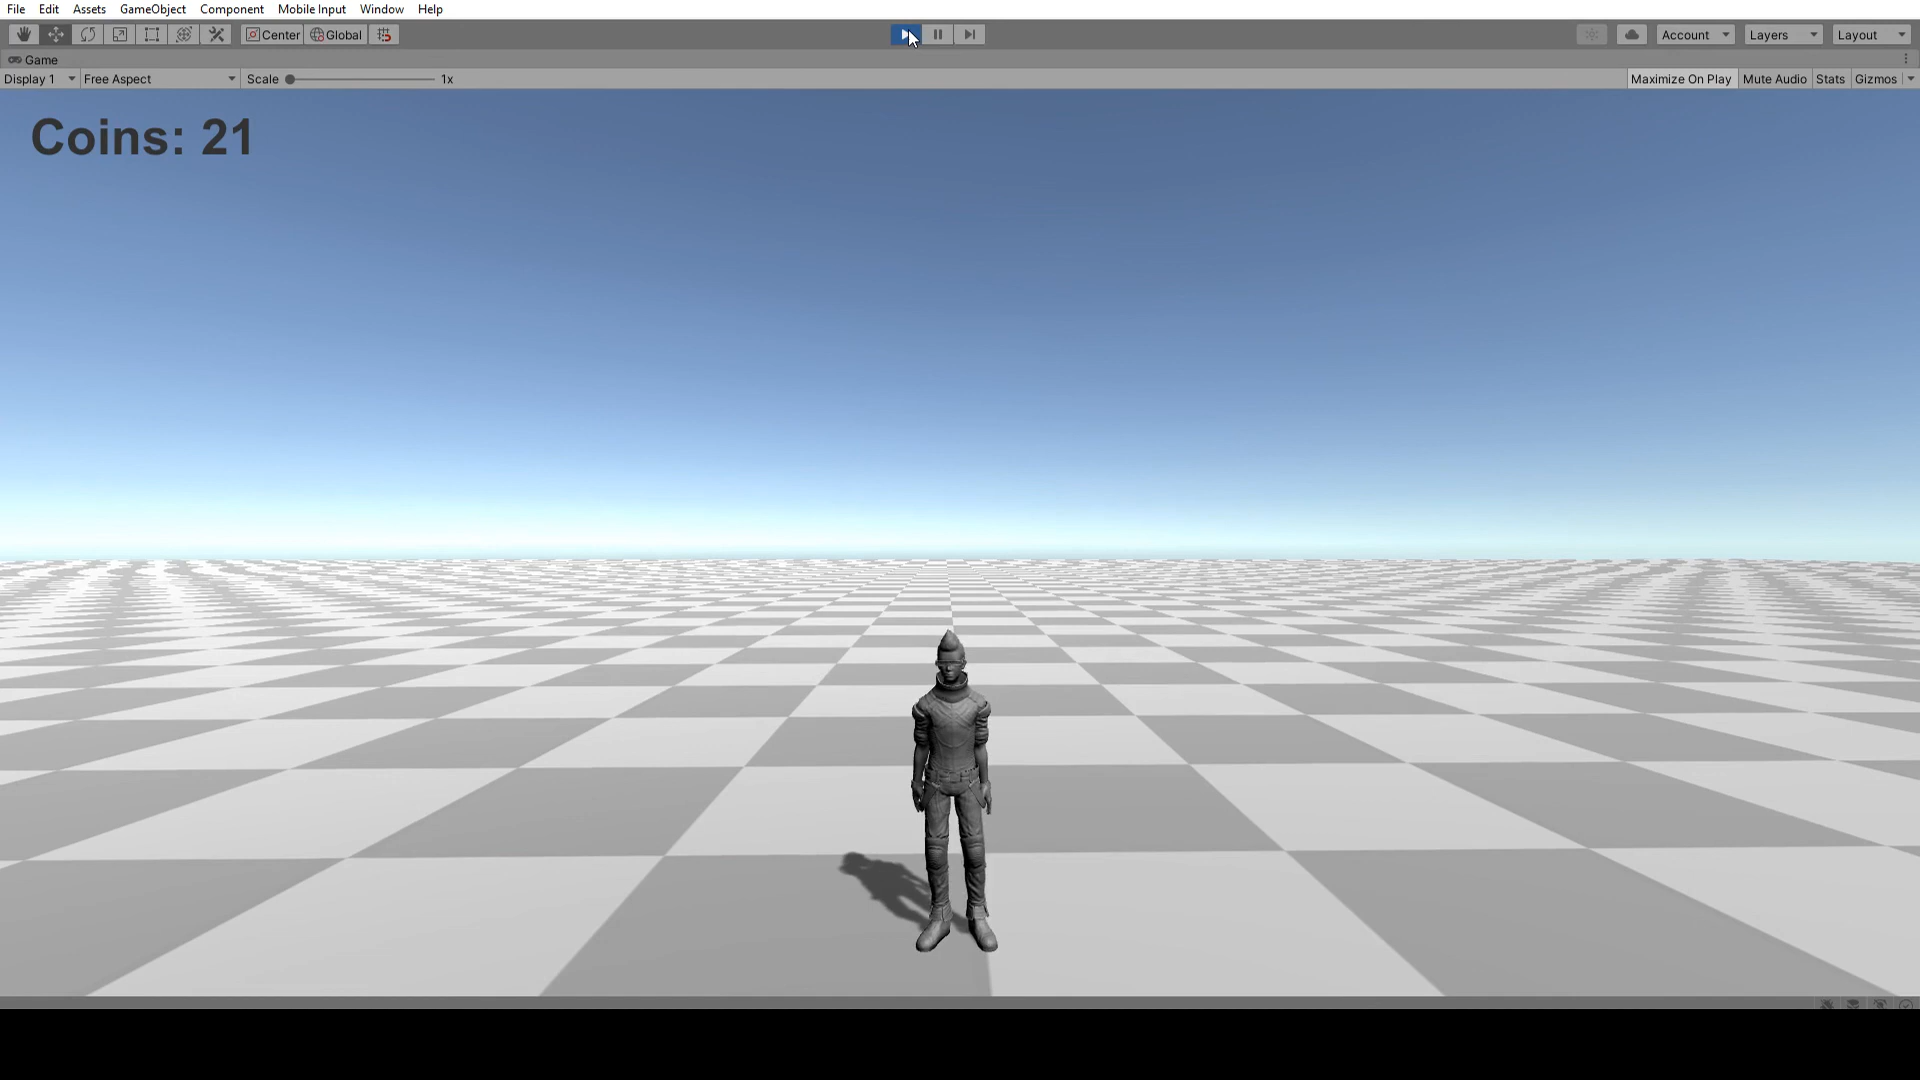 File Edit Assets GameObject Component Mobile Input Window Help
Center Global Account Layers Layout
Game
Display 1 Free Aspect Scale 1x Maximize On Play Mute Audio Stats Gizmos
Coins: 21